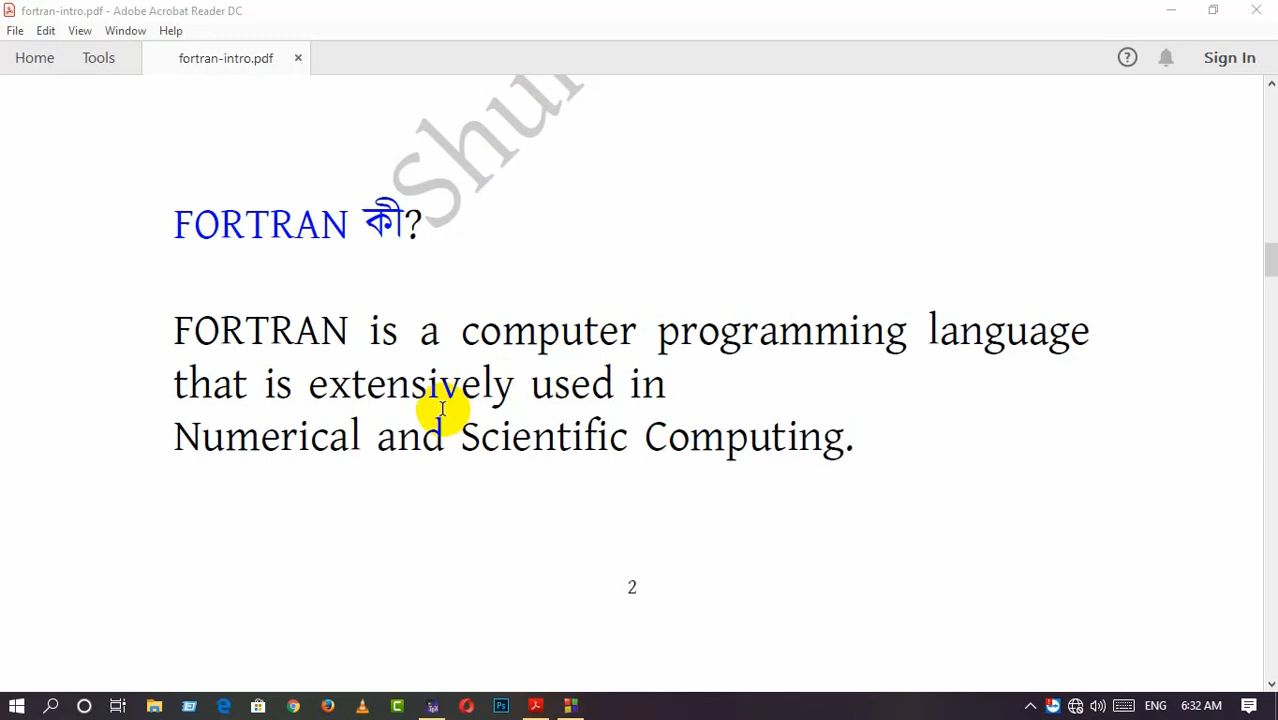 fortran-intro.pdf - Adobe Acrobat Reader DC
File Edit View Window Help
Home Tools fortran-intro.pdf × Sign In
FORTRAN কী?
FORTRAN is a computer programming language
that is extensively used in
Numerical and Scientific Computing.
2
ENG 6:32 AM